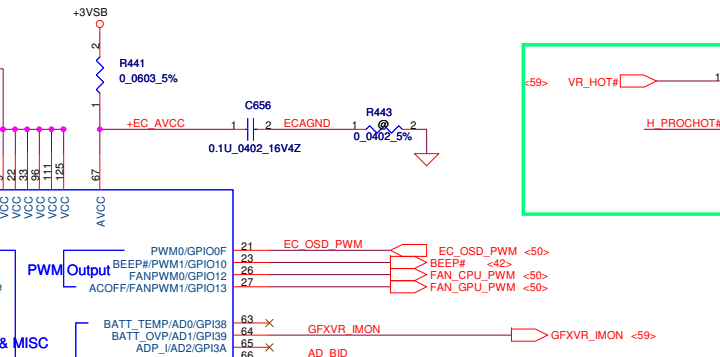 +3VSB
2
R441
0_0603_5%
1
<59> VR_HOT# 1
H_PROCHOT#
+EC_AVCC
C656
1 2
0.1U_0402_16V4Z
ECAGND
R443
1 @ 2
0_0402_5%
22 33 96 111 125 67
VCC VCC VCC VCC VCC VCC AVCC
PWM Output
PWM0/GPIO0F 21 EC_OSD_PWM EC_OSD_PWM <50>
BEEP#/PWM1/GPIO10 23 BEEP# <42>
FANPWM0/GPIO12 26 FAN_CPU_PWM <50>
ACOFF/FANPWM1/GPIO13 27 FAN_GPU_PWM <50>
& MISC
BATT_TEMP/AD0/GPI38 63
BATT_OVP/AD1/GPI39 64 GFXVR_IMON GFXVR_IMON <59>
ADP_I/AD2/GPI3A 65
66 AD_BID